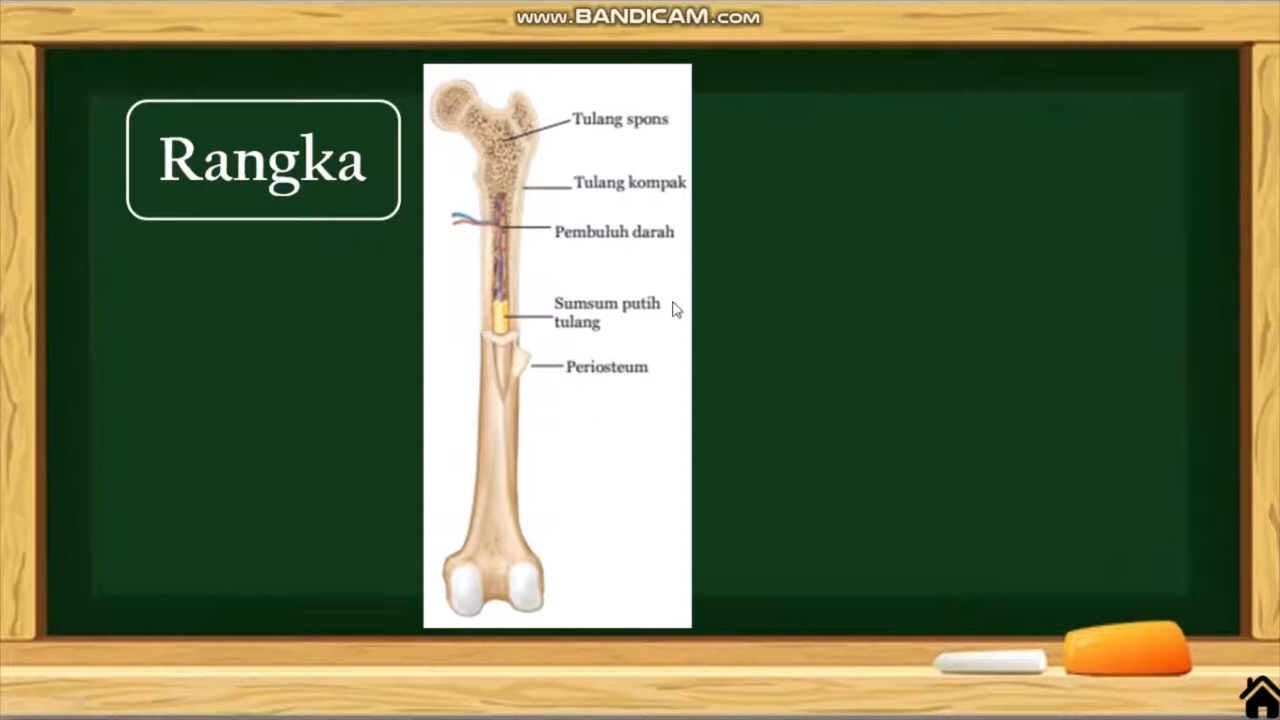 www.BANDICAM.com
Rangka
Tulang spons
Tulang kompak
Pembuluh darah
Sumsum putih
tulang
Periosteum